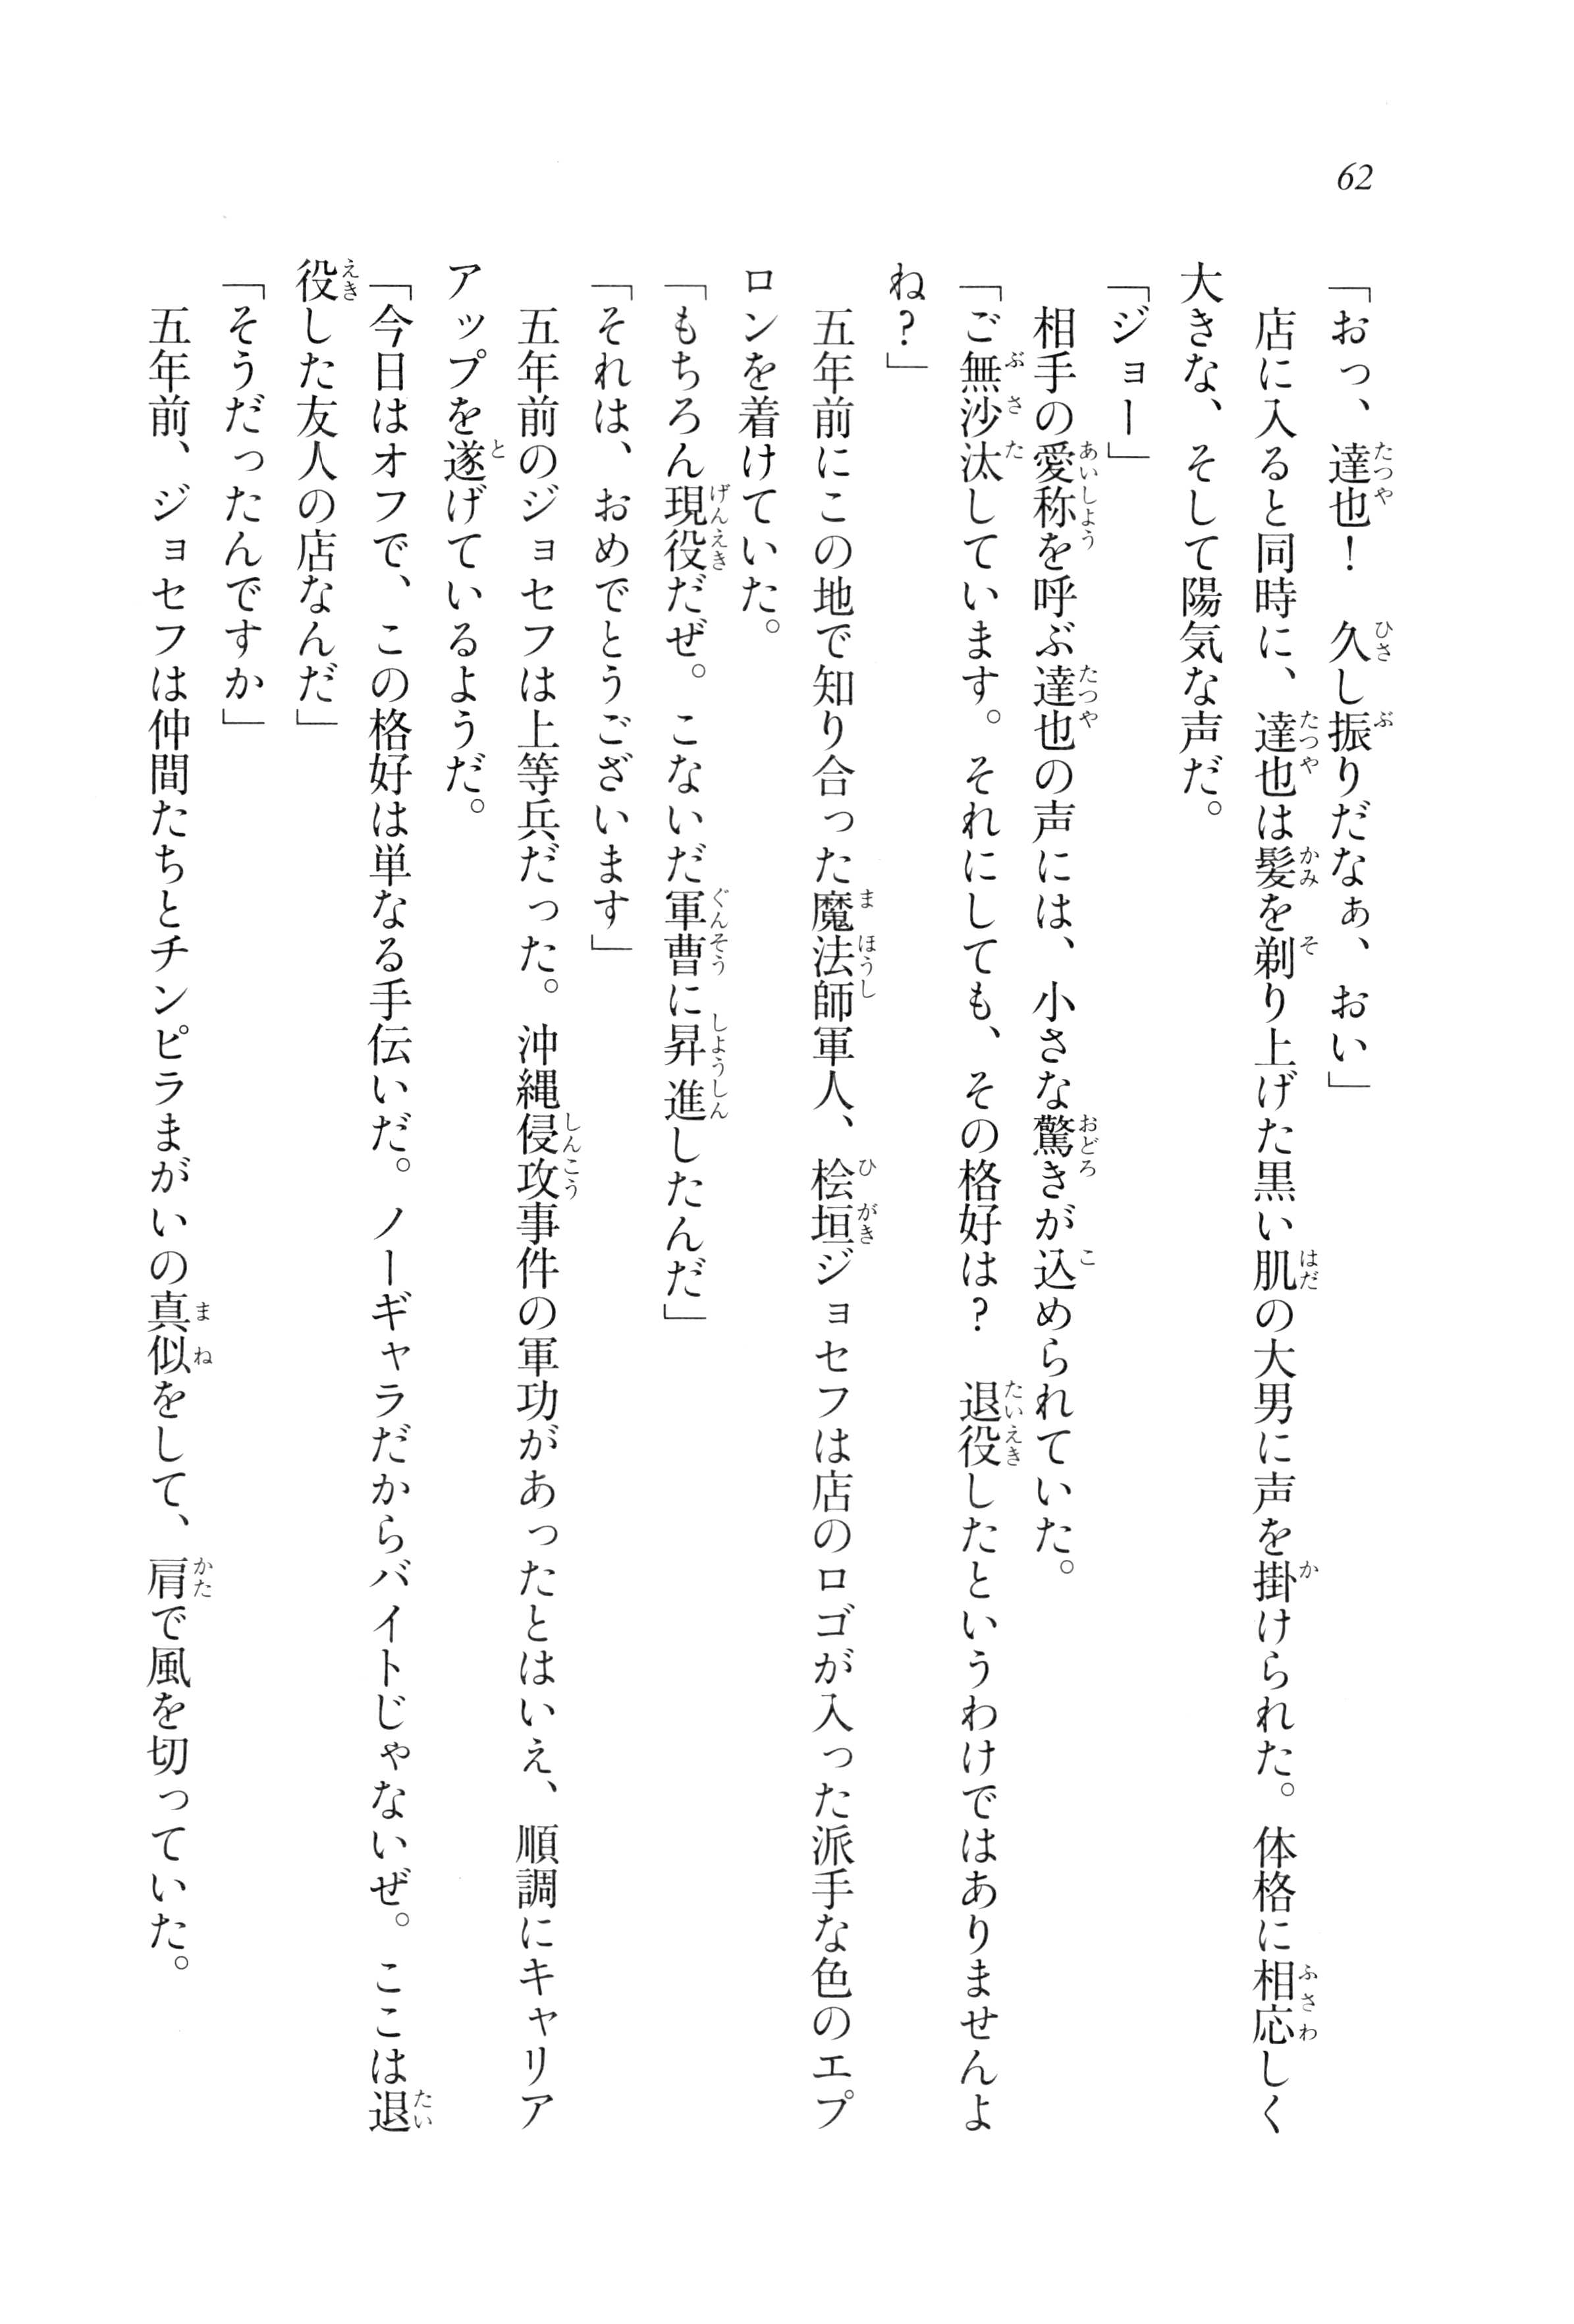 62
「おっ、達也！　久し振りだなぁ、おい」
　店に入ると同時に、達也は髪を剃り上げた黒い肌の大男に声を掛けられた。体格に相応しく
大きな、そして陽気な声だ。
「ジョー」
　相手の愛称を呼ぶ達也の声には、小さな驚きが込められていた。
「ご無沙汰しています。それにしても、その格好は？　退役したというわけではありませんよ
ね？」
　五年前にこの地で知り合った魔法師軍人、桧垣ジョセフは店のロゴが入った派手な色のエプ
ロンを着けていた。
「もちろん現役だぜ。こないだ軍曹に昇進したんだ」
「それは、おめでとうございます」
　五年前のジョセフは上等兵だった。沖縄侵攻事件の軍功があったとはいえ、順調にキャリア
アップを遂げているようだ。
「今日はオフで、この格好は単なる手伝いだ。ノーギャラだからバイトじゃないぜ。ここは退
役した友人の店なんだ」
「そうだったんですか」
　五年前、ジョセフは仲間たちとチンピラまがいの真似をして、肩で風を切っていた。